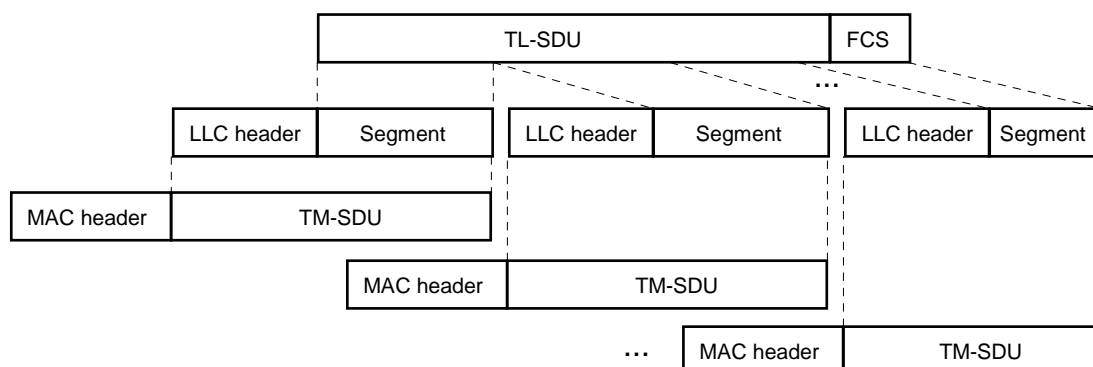 TL-SDU FCS
...
LLC header Segment LLC header Segment LLC header Segment
MAC header TM-SDU
MAC header TM-SDU
... MAC header TM-SDU